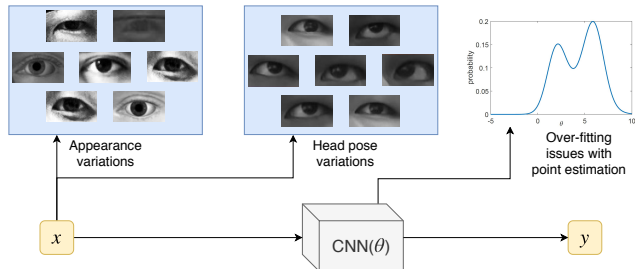 0.2
0.15
0.1
0.05
0
-5
0
5
10
probability
θ
Appearance
variations
Head pose
variations
Over-fitting
issues with
point estimation
x
CNN(θ)
y